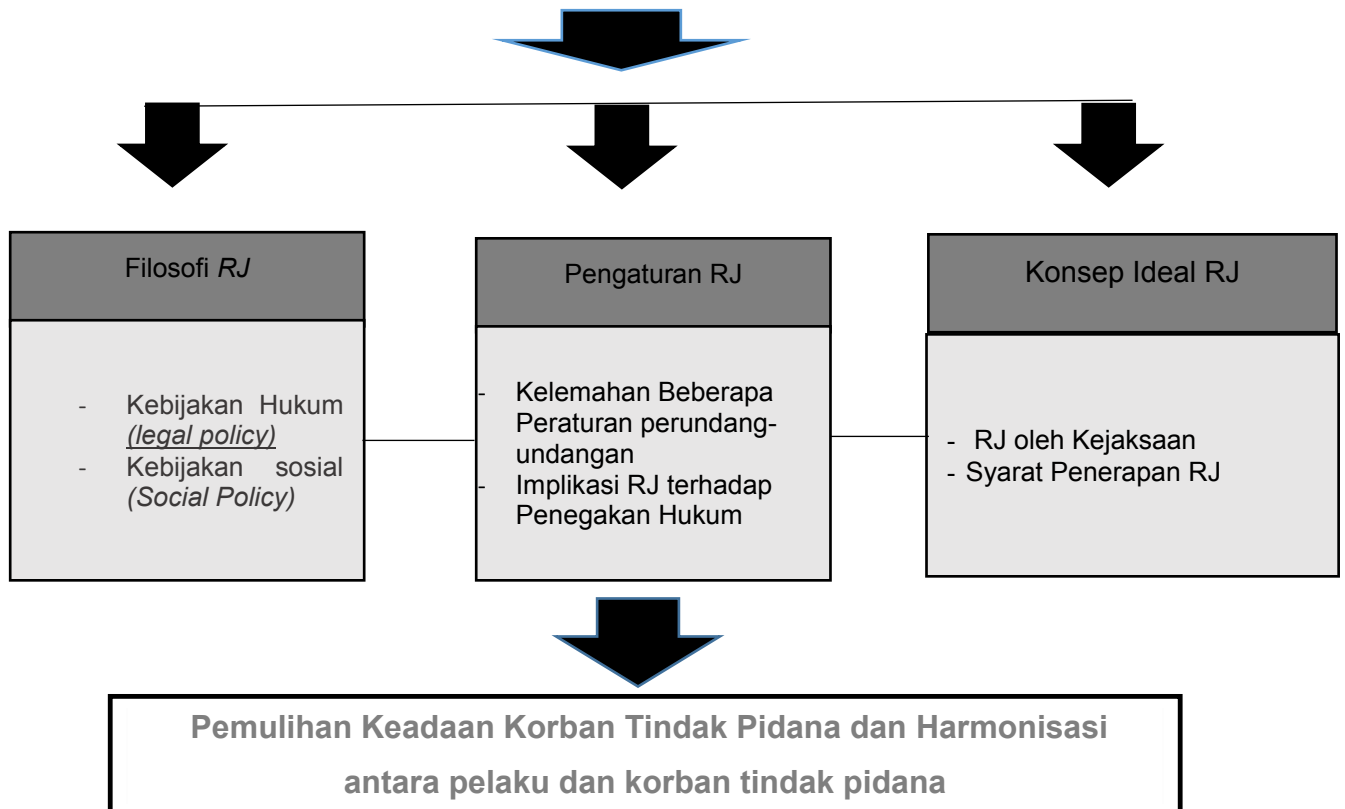 Filosofi RJ
- Kebijakan Hukum
(legal policy)
- Kebijakan sosial
(Social Policy)
Pengaturan RJ
- Kelemahan Beberapa
Peraturan perundang-
undangan
- Implikasi RJ terhadap
Penegakan Hukum
Konsep Ideal RJ
- RJ oleh Kejaksaan
- Syarat Penerapan RJ
Pemulihan Keadaan Korban Tindak Pidana dan Harmonisasi
antara pelaku dan korban tindak pidana